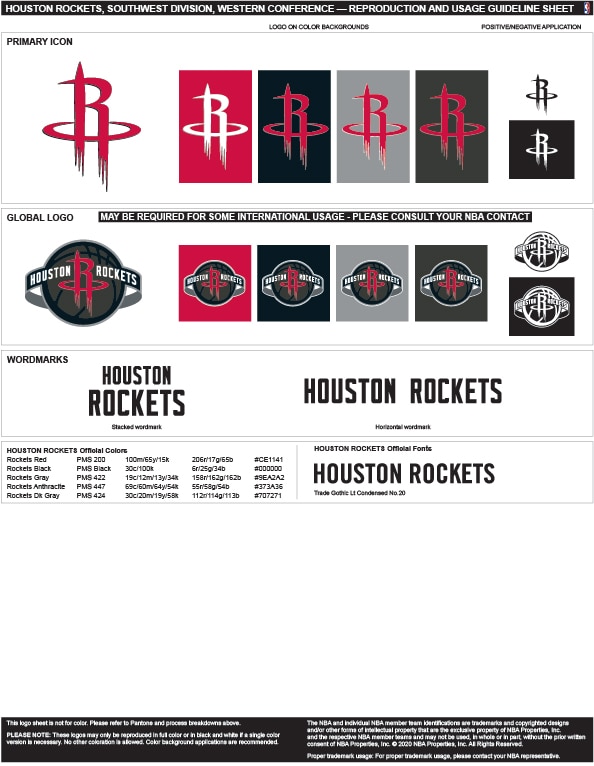 HOUSTON ROCKETS, SOUTHWEST DIVISION, WESTERN CONFERENCE — REPRODUCTION AND USAGE GUIDELINE SHEET
LOGO ON COLOR BACKGROUNDS
POSITIVE/NEGATIVE APPLICATION
PRIMARY ICON
GLOBAL LOGO
MAY BE REQUIRED FOR SOME INTERNATIONAL USAGE - PLEASE CONSULT YOUR NBA CONTACT
HOUSTON ROCKETS
HOUSTON ROCKETS
HOUSTON ROCKETS
HOUSTON ROCKETS
HOUSTON ROCKETS
HOUSTON ROCKETS
HOUSTON ROCKETS
WORDMARKS
HOUSTON
ROCKETS
Stacked wordmark
HOUSTON ROCKETS
Horizontal wordmark
HOUSTON ROCKETS Official Colors
Rockets Red PMS 200 100m/65y/15k 206r/17g/65b #CE1141
Rockets Black PMS Black 30c/100k 6r/25g/34b #000000
Rockets Gray PMS 422 19c/12m/13y/34k 158r/162g/162b #9EA2A2
Rockets Anthracite PMS 447 69c/60m/64y/54k 55r/58g/54b #373A36
Rockets Dk Gray PMS 424 30c/20m/19y/58k 112r/114g/113b #707271
HOUSTON ROCKETS Official Fonts
HOUSTON ROCKETS
Trade Gothic Lt Condensed No.20
This logo sheet is not for color. Please refer to Pantone and process breakdowns above.
PLEASE NOTE: These logos may only be reproduced in full color or in black and white if a single color
version is necessary. No other coloration is allowed. Color background applications are recommended.
The NBA and individual NBA member team identifications are trademarks and copyrighted designs
and/or other forms of intellectual property that are the exclusive property of NBA Properties, Inc.
and the respective NBA member teams and may not be used, in whole or in part, without the prior written
consent of NBA Properties, Inc. © 2020 NBA Properties, Inc. All Rights Reserved.
Proper trademark usage: For proper trademark usage, please contact your NBA representative.